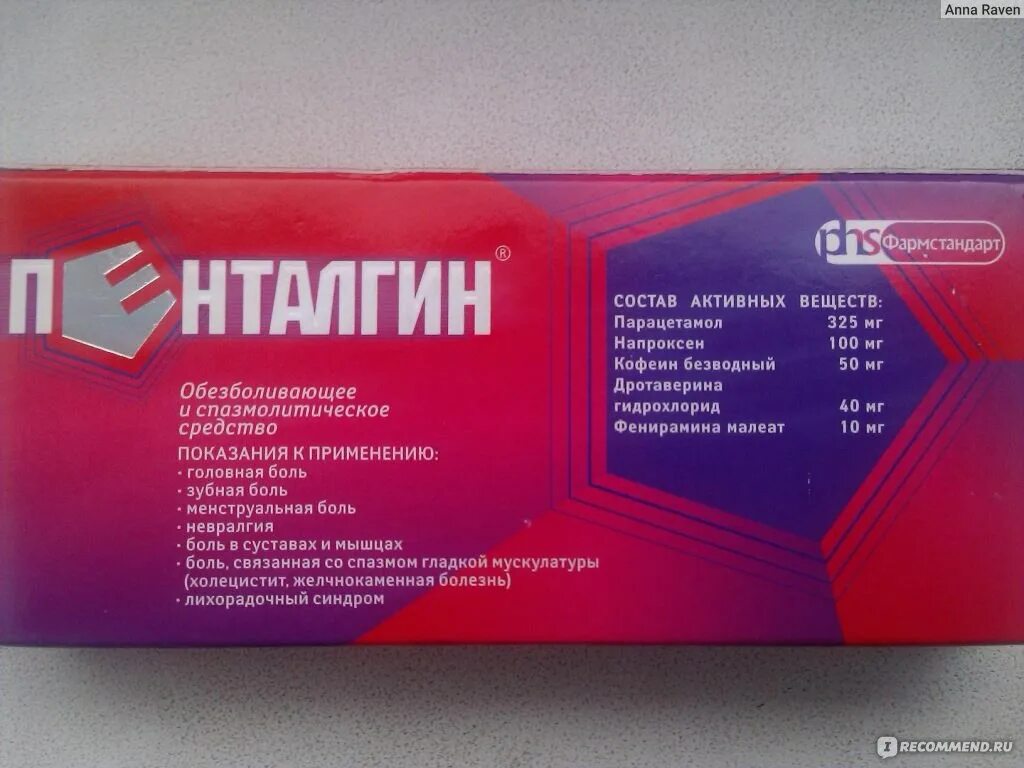 Anna Raven
ПЕНТАЛГИН®
Обезболивающее
и спазмолитическое
средство
ПОКАЗАНИЯ К ПРИМЕНЕНИЮ:
• головная боль
• зубная боль
• менструальная боль
• невралгия
• боль в суставах и мышцах
• боль, связанная со спазмом гладкой мускулатуры
(холецистит, желчнокаменная болезнь)
• лихорадочный синдром
phs Фармстандарт
СОСТАВ АКТИВНЫХ ВЕЩЕСТВ:
Парацетамол 325 мг
Напроксен 100 мг
Кофеин безводный 50 мг
Дротаверина
гидрохлорид 40 мг
Фенирамина малеат 10 мг
IRECOMMEND.RU